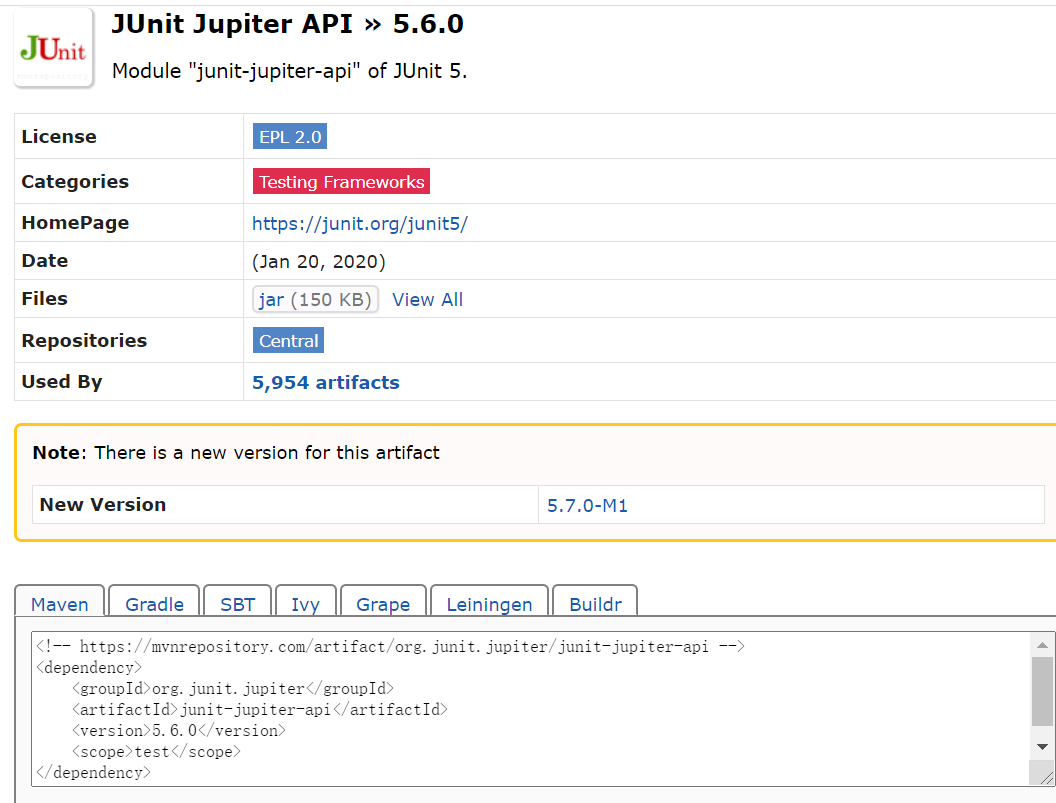 JUnit
JUnit Jupiter API » 5.6.0
Module "junit-jupiter-api" of JUnit 5.
License EPL 2.0
Categories Testing Frameworks
HomePage https://junit.org/junit5/
Date (Jan 20, 2020)
Files jar (150 KB) View All
Repositories Central
Used By 5,954 artifacts
Note: There is a new version for this artifact
New Version 5.7.0-M1
Maven Gradle SBT Ivy Grape Leiningen Buildr
<!-- https://mvnrepository.com/artifact/org.junit.jupiter/junit-jupiter-api -->
<dependency>
    <groupId>org.junit.jupiter</groupId>
    <artifactId>junit-jupiter-api</artifactId>
    <version>5.6.0</version>
    <scope>test</scope>
</dependency>